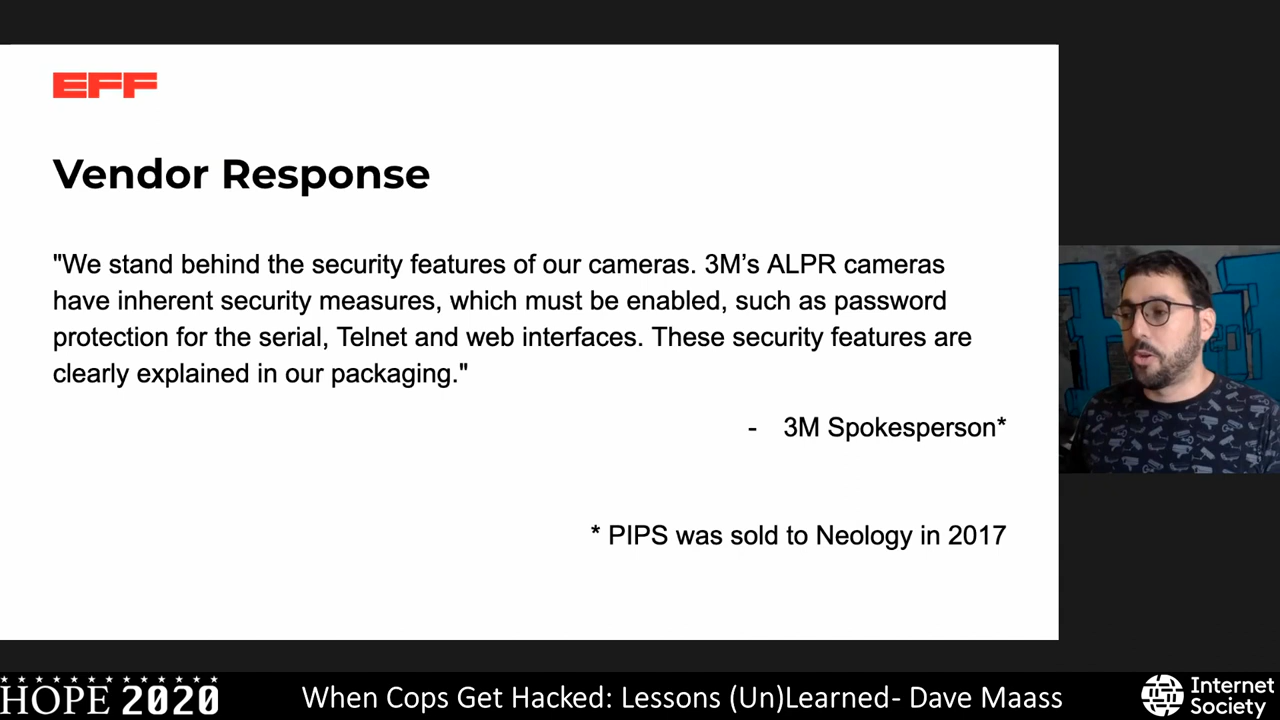 EFF
Vendor Response
"We stand behind the security features of our cameras. 3M’s ALPR cameras
have inherent security measures, which must be enabled, such as password
protection for the serial, Telnet and web interfaces. These security features are
clearly explained in our packaging."
- 3M Spokesperson*
* PIPS was sold to Neology in 2017
HOPE 2020
When Cops Get Hacked: Lessons (Un)Learned- Dave Maass
Internet
Society